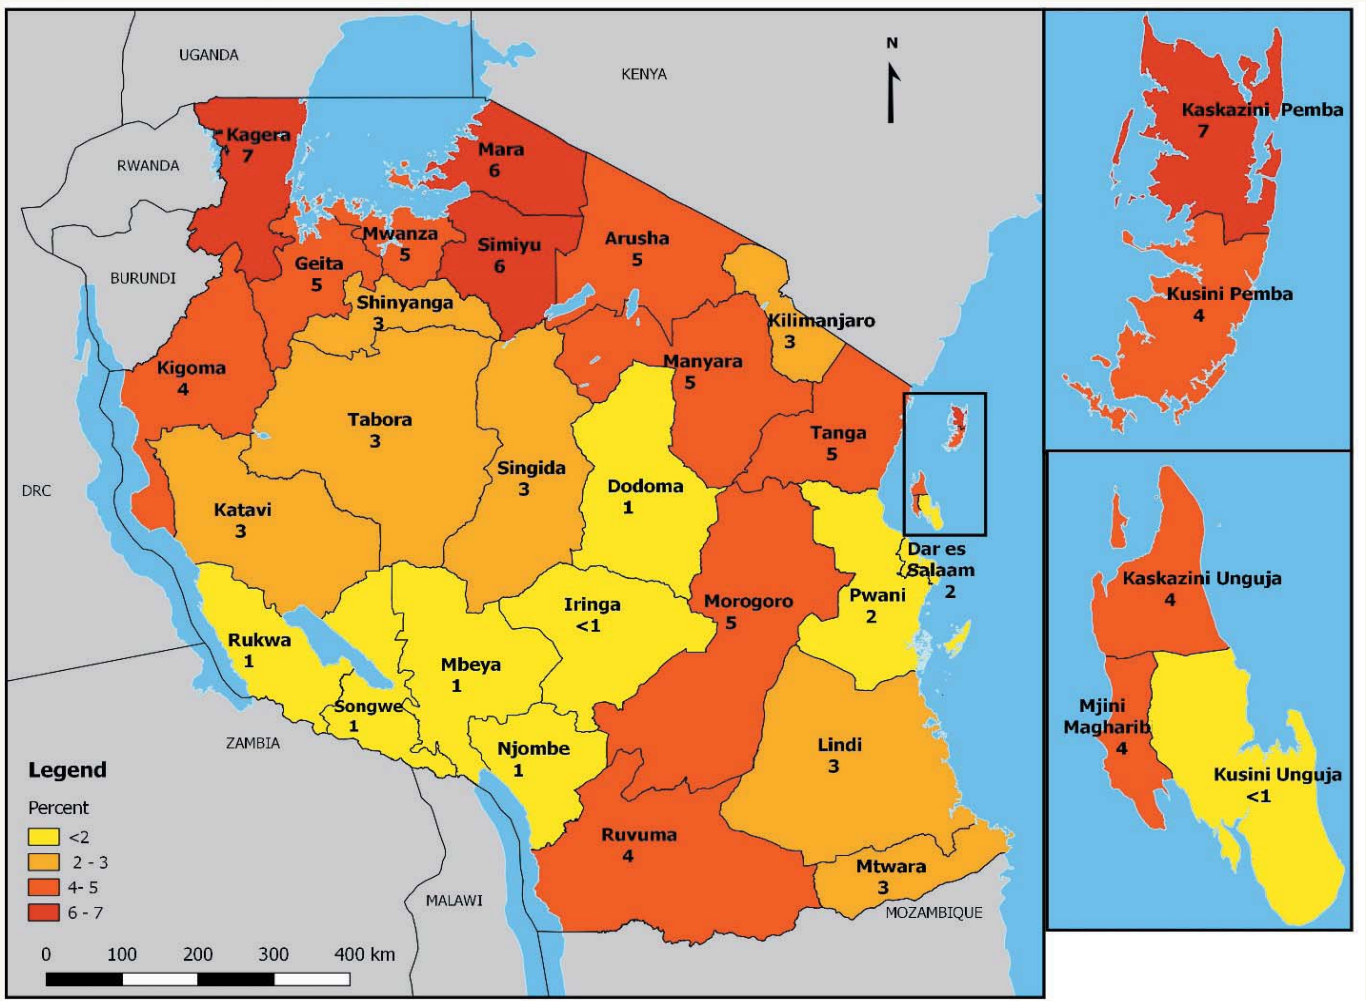 UGANDA
KENYA
N
RWANDA
BURUNDI
DRC
ZAMBIA
MALAWI
MOZAMBIQUE
Kagera
7
Mara
6
Mwanza
5
Simiyu
6
Arusha
5
Geita
5
Shinyanga
3
Kilimanjaro
3
Kigoma
4
Manyara
5
Tabora
3
Tanga
5
Singida
3
Dodoma
1
Katavi
3
Dar es
Salaam
2
Pwani
2
Morogoro
5
Iringa
<1
Rukwa
1
Mbeya
1
Songwe
1
Njombe
1
Lindi
3
Ruvuma
4
Mtwara
3
Legend
Percent
<2
2 - 3
4- 5
6 - 7
0 100 200 300 400 km
Kaskazini Pemba
7
Kusini Pemba
4
Kaskazini Unguja
4
Mjini
Magharib
4
Kusini Unguja
<1